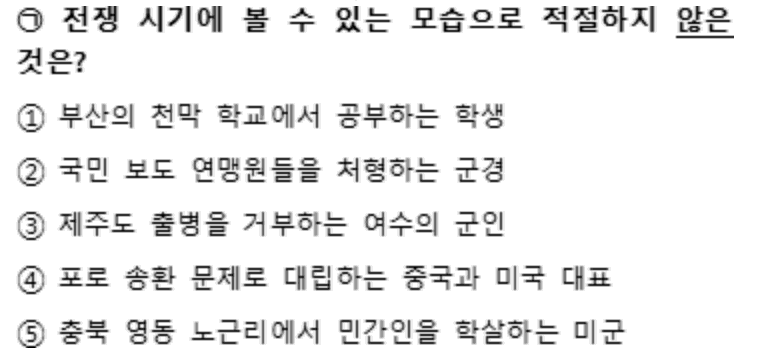 ㉠ 전쟁 시기에 볼 수 있는 모습으로 적절하지 않은
것은?
① 부산의 천막 학교에서 공부하는 학생
② 국민 보도 연맹원들을 처형하는 군경
③ 제주도 출병을 거부하는 여수의 군인
④ 포로 송환 문제로 대립하는 중국과 미국 대표
⑤ 충북 영동 노근리에서 민간인을 학살하는 미군